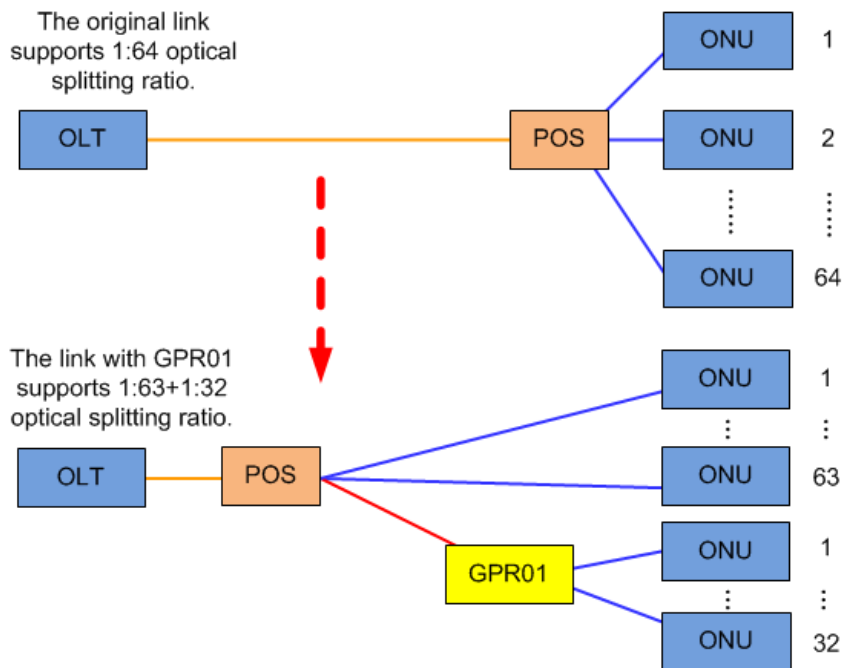 The original link
supports 1:64 optical
splitting ratio.
OLT
POS
ONU 1
ONU 2
ONU 64
The link with GPR01
supports 1:63+1:32
optical splitting ratio.
OLT
POS
GPR01
ONU 1
ONU 63
ONU 1
ONU 32